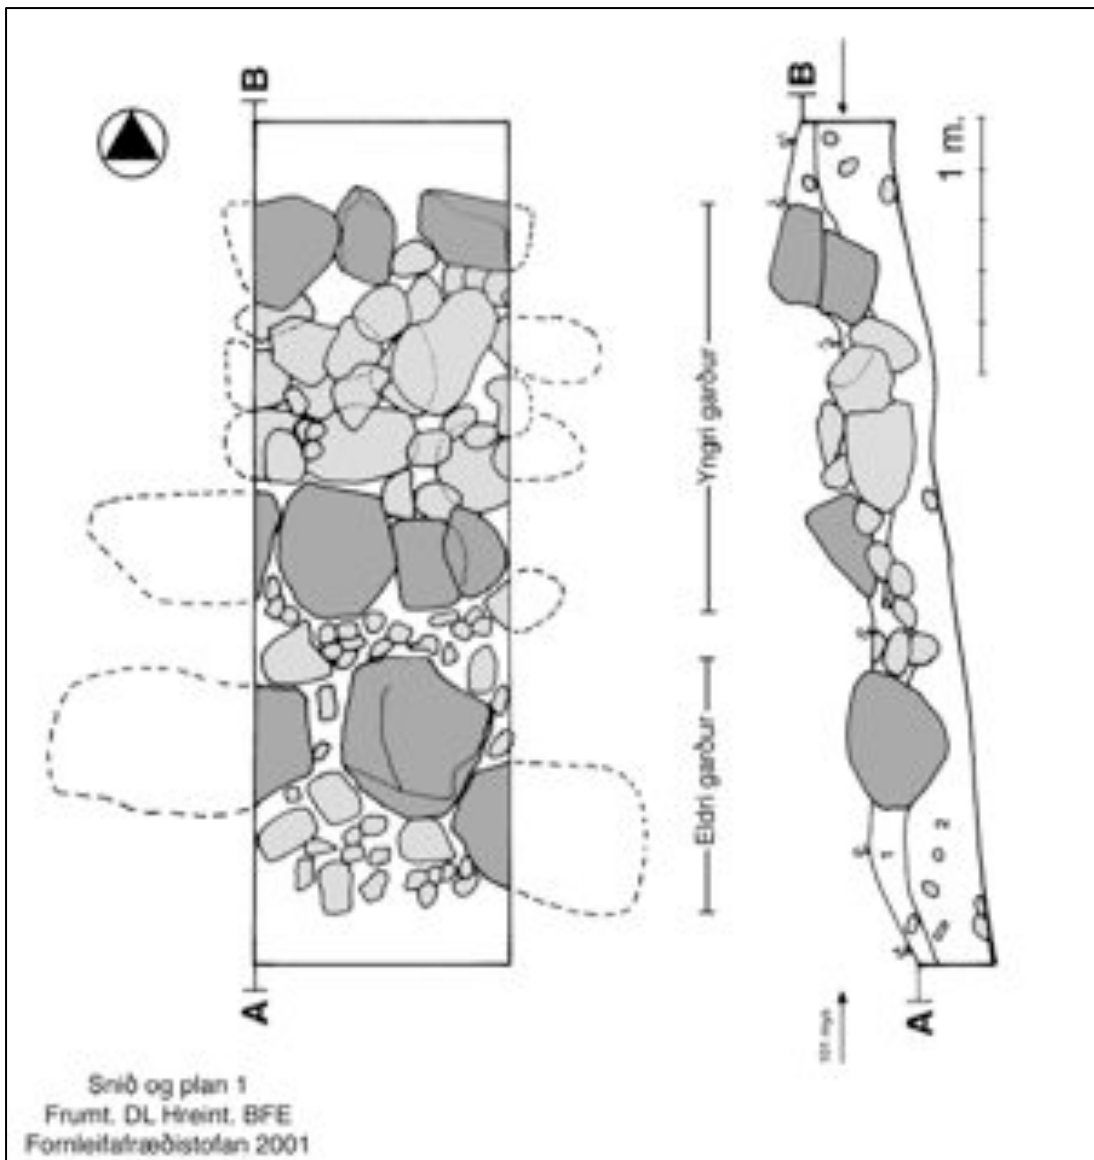 B
B
1 m.
Yngri garður
Eldri garður
1
2
A
A
Snið og plan 1
Frumt. DL Hreint. BFE
Fornleifafræðistofan 2001